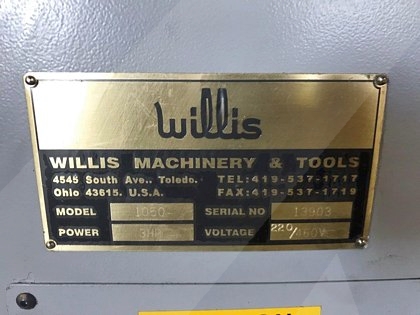 Willis
WILLIS MACHINERY & TOOLS
4545 South Ave., Toledo, TEL:419-537-1717
Ohio 43615. U.S.A. FAX:419-537-1719
MODEL 1050 SERIAL NO 13903
POWER 3HP VOLTAGE 220/460V